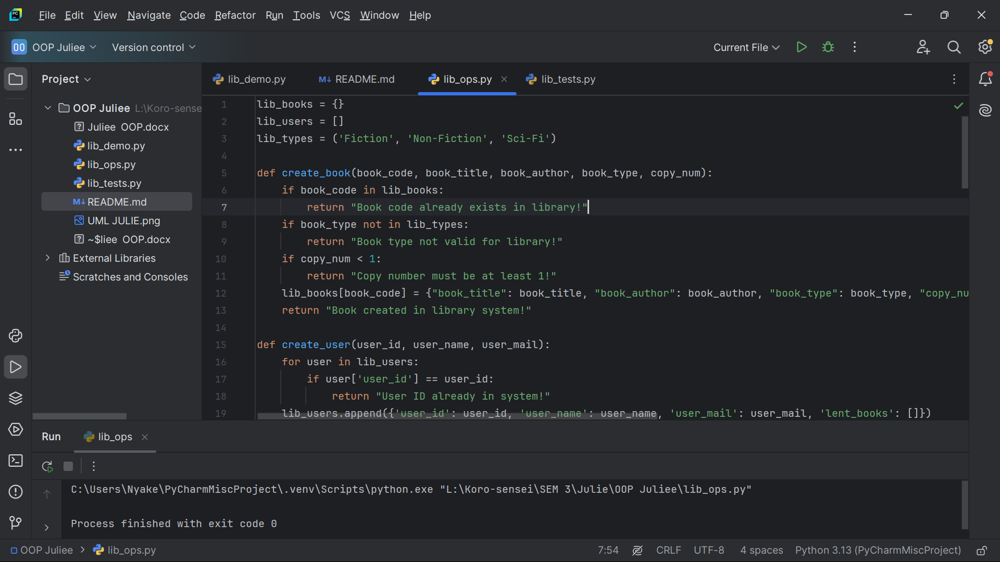 File Edit View Navigate Code Refactor Run Tools VCS Window Help
OO OOP Juliee Version control Current File
Project
lib_demo.py README.md lib_ops.py lib_tests.py
OOP Juliee L:\Koro-sense
Juliee OOP.docx
lib_demo.py
lib_ops.py
lib_tests.py
README.md
UML JULIE.png
~$liee OOP.docx
External Libraries
Scratches and Consoles
1 lib_books = {}
2 lib_users = []
3 lib_types = ('Fiction', 'Non-Fiction', 'Sci-Fi')
4
5 def create_book(book_code, book_title, book_author, book_type, copy_num):
6     if book_code in lib_books:
7         return "Book code already exists in library!"
8     if book_type not in lib_types:
9         return "Book type not valid for library!"
10     if copy_num < 1:
11         return "Copy number must be at least 1!"
12     lib_books[book_code] = {"book_title": book_title, "book_author": book_author, "book_type": book_type, "copy_nu
13     return "Book created in library system!"
14
15 def create_user(user_id, user_name, user_mail):
16     for user in lib_users:
17         if user['user_id'] == user_id:
18             return "User ID already in system!"
19     lib_users.append({'user_id': user_id, 'user_name': user_name, 'user_mail': user_mail, 'lent_books': []})
Run lib_ops
C:\Users\Nyake\PyCharmMiscProject\.venv\Scripts\python.exe "L:\Koro-sensei\SEM 3\Julie\OOP Juliee\lib_ops.py"
Process finished with exit code 0
OOP Juliee > lib_ops.py 7:54 CRLF UTF-8 4 spaces Python 3.13 (PyCharmMiscProject)